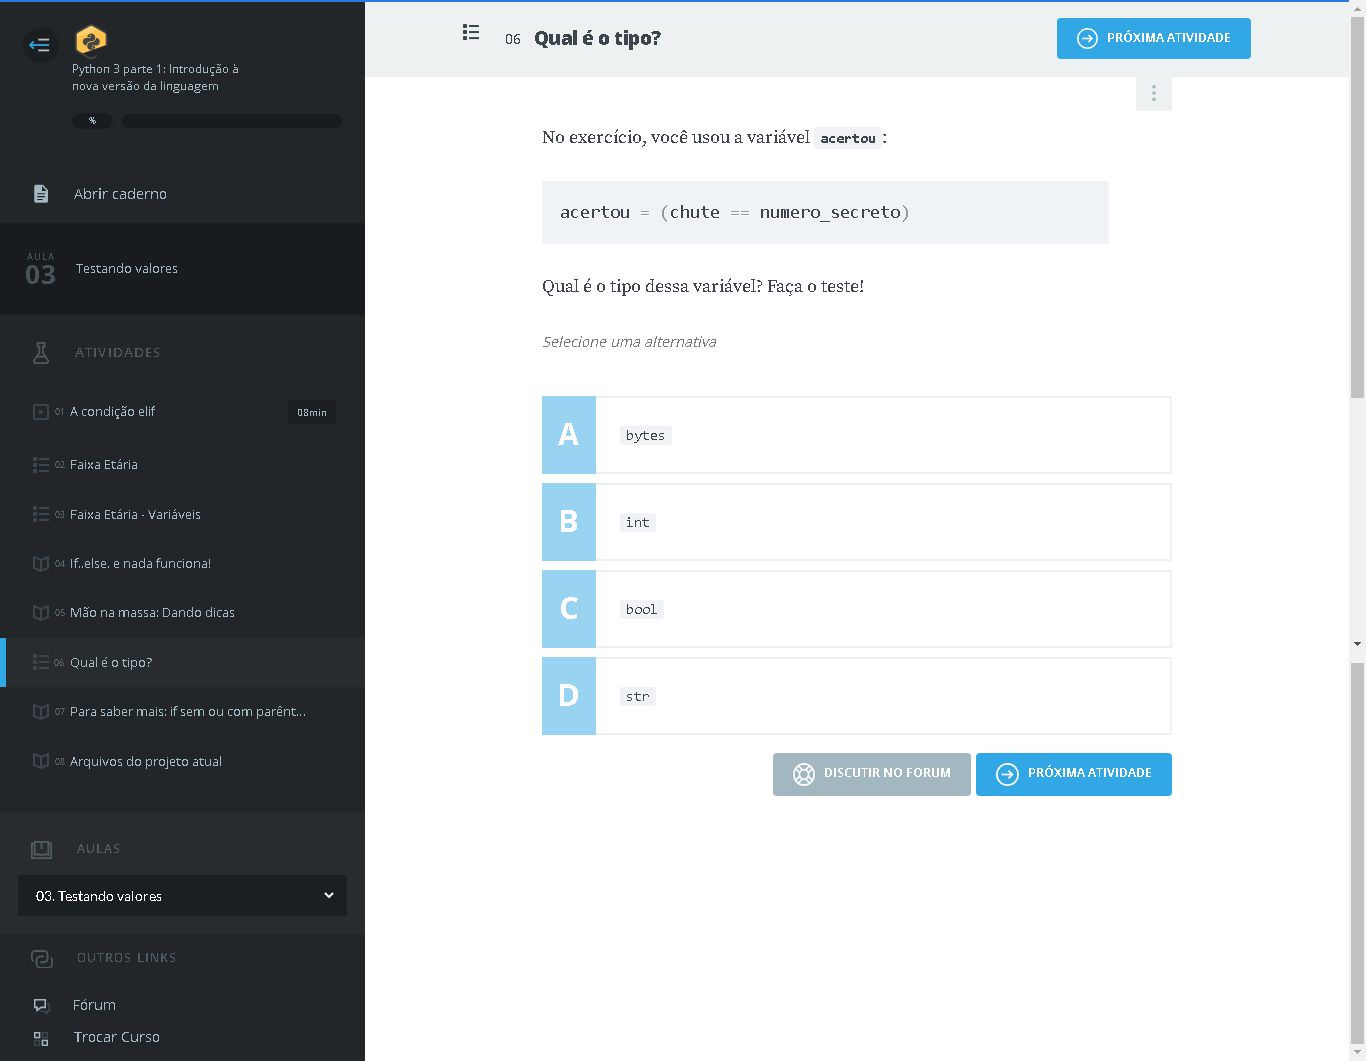 Python 3 parte 1: Introdução à
nova versão da linguagem
%
Abrir caderno
AULA
03
Testando valores
ATIVIDADES
01 A condição elif 08min
02 Faixa Etária
03 Faixa Etária - Variáveis
04 If..else. e nada funciona!
05 Mão na massa: Dando dicas
06 Qual é o tipo?
07 Para saber mais: if sem ou com parênt...
08 Arquivos do projeto atual
AULAS
03. Testando valores
OUTROS LINKS
Fórum
Trocar Curso
06 Qual é o tipo?
PRÓXIMA ATIVIDADE
No exercício, você usou a variável acertou:
acertou = (chute == numero_secreto)
Qual é o tipo dessa variável? Faça o teste!
Selecione uma alternativa
A bytes
B int
C bool
D str
DISCUTIR NO FORUM
PRÓXIMA ATIVIDADE